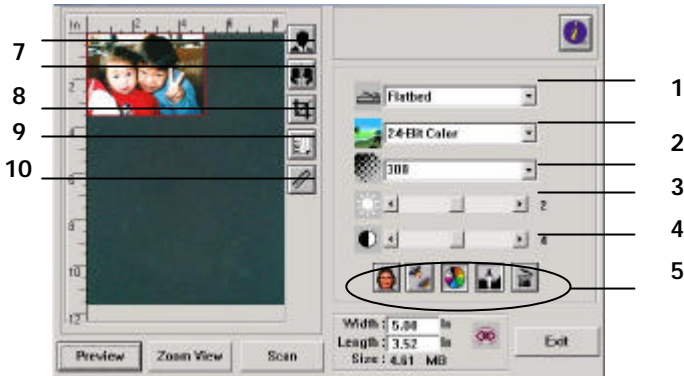 In 2 4 6 8
2
4
6
8
10
12
7
8
9
10
Flatbed
24-Bit Color
300
2
4
1
2
3
4
5
Width : 5.00 In
Length : 3.52 In
Size : 4.61 MB
Preview Zoom View Scan Exit